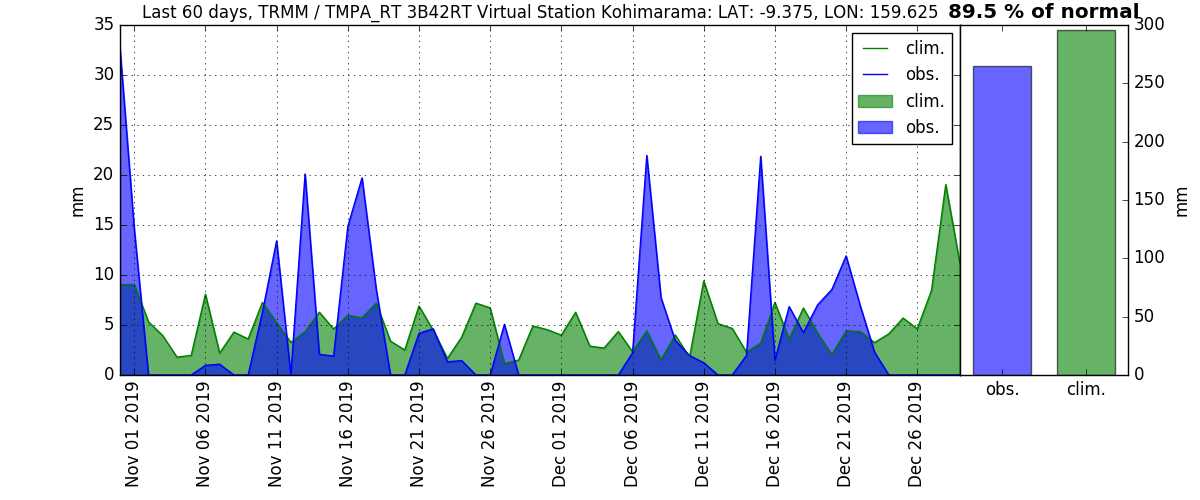 Last 60 days, TRMM / TMPA_RT 3B42RT Virtual Station Kohimarama: LAT: -9.375, LON: 159.625
89.5 % of normal
35
30
25
20
15
10
5
0
mm
clim.
obs.
clim.
obs.
Nov 01 2019
Nov 06 2019
Nov 11 2019
Nov 16 2019
Nov 21 2019
Nov 26 2019
Dec 01 2019
Dec 06 2019
Dec 11 2019
Dec 16 2019
Dec 21 2019
Dec 26 2019
300
250
200
150
100
50
0
mm
obs.
clim.